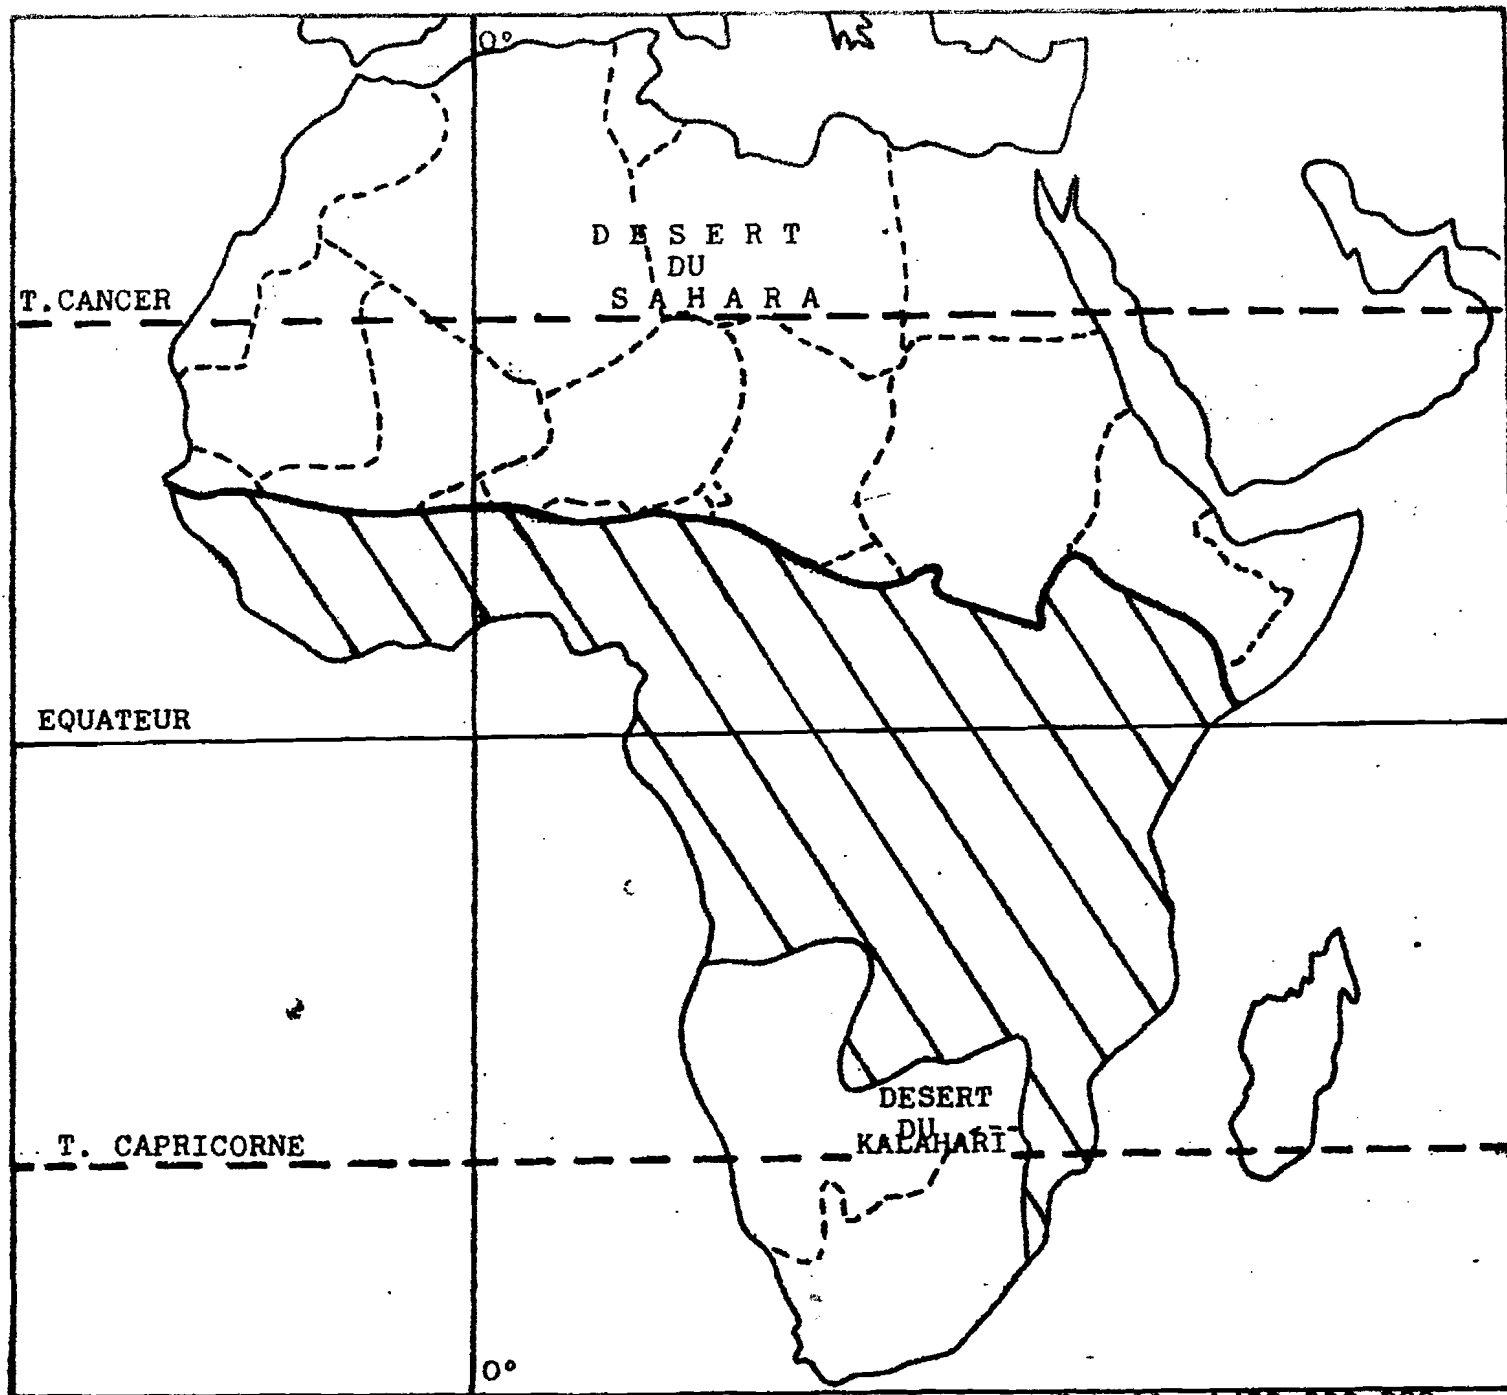 0°
DESERT
DU
SAHARA
T.CANCER
EQUATEUR
DESERT
DU
KALAHARI
T. CAPRICORNE
0°